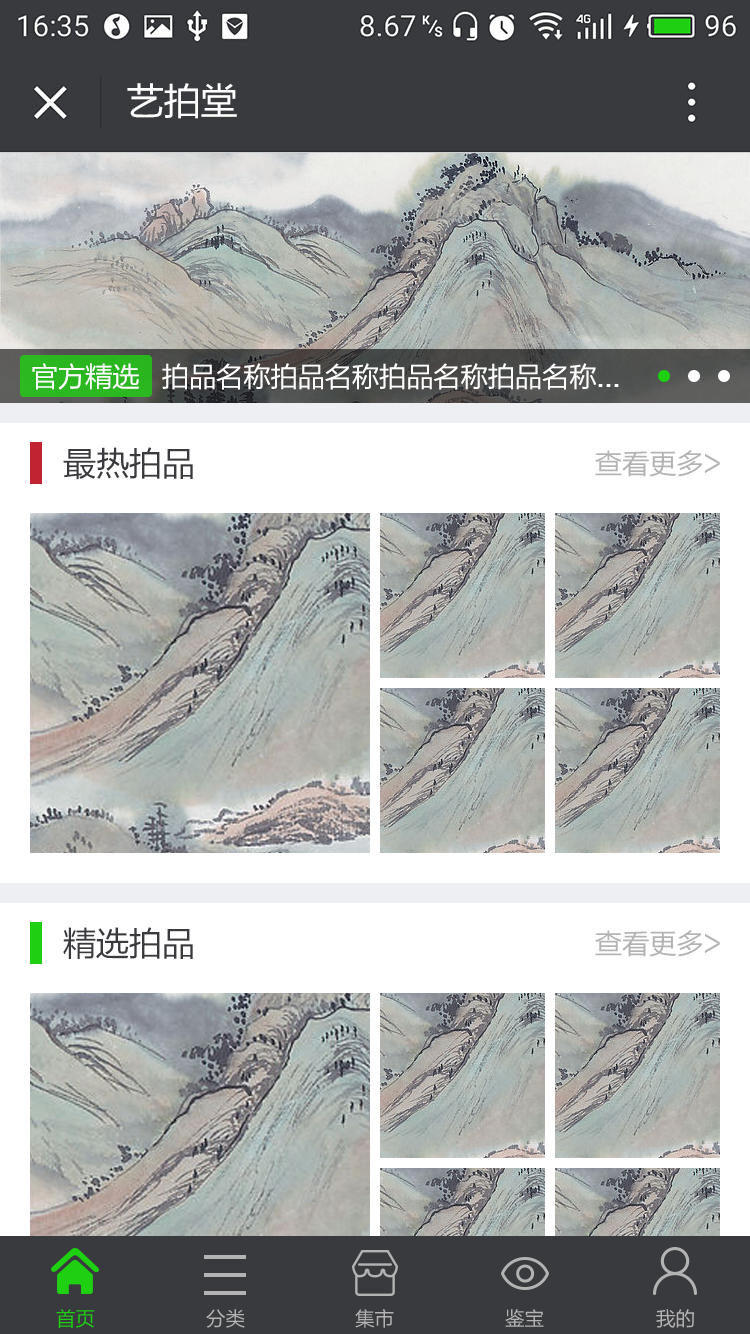 16:35 8.67 K/s 4G 96
艺拍堂
官方精选 拍品名称拍品名称拍品名称拍品名称...
最热拍品 查看更多>
精选拍品 查看更多>
首页 分类 集市 鉴宝 我的